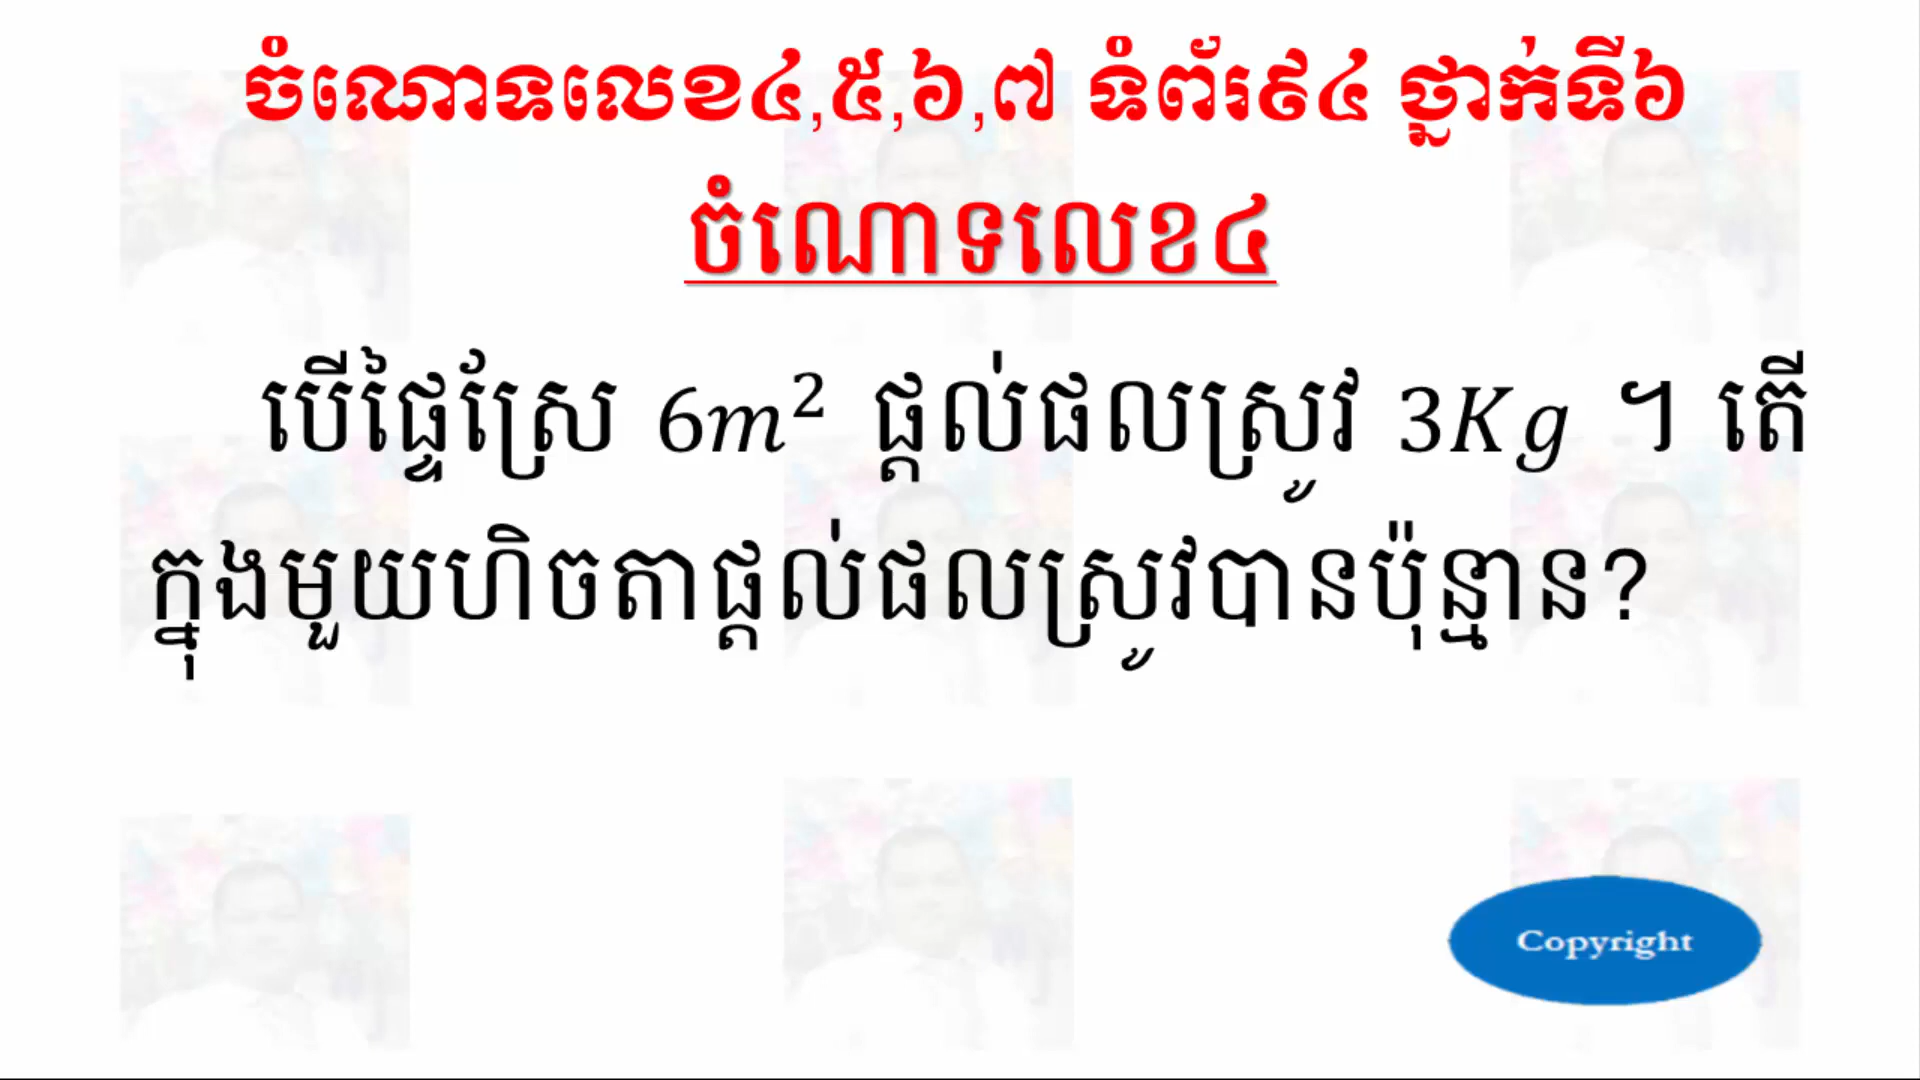 ចំណោទលេខ៤,៥,៦,៧ ទំព័រ៩៤ ថ្នាក់ទី៦
ចំណោទលេខ៤
បើផ្ទៃស្រែ 6m² ផ្តល់ផលស្រូវ 3Kg ។ តើ
ក្នុងមួយហិចតាផ្តល់ផលស្រូវបានប៉ុន្មាន?
Copyright